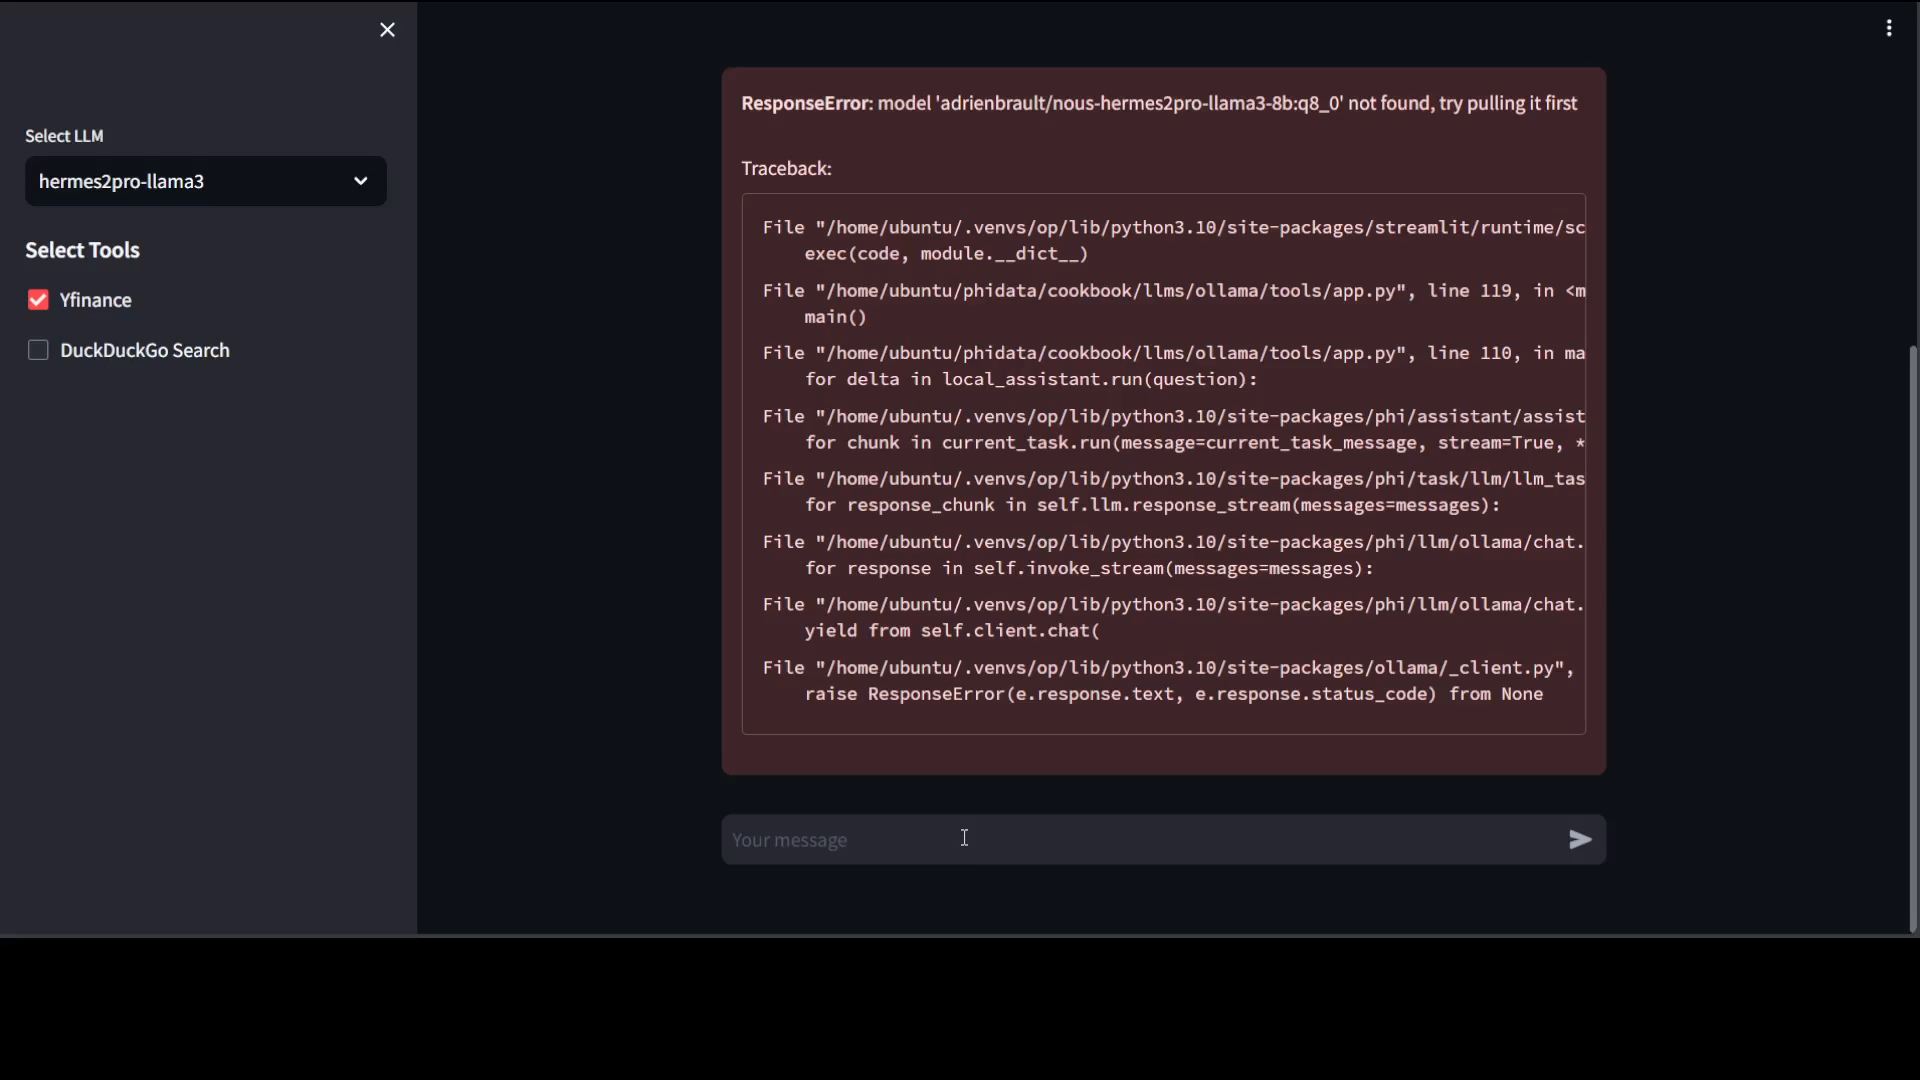 Select LLM
hermes2pro-llama3
Select Tools
Yfinance
DuckDuckGo Search
ResponseError: model 'adrienbrault/nous-hermes2pro-llama3-8b:q8_0' not found, try pulling it first
Traceback:
File "/home/ubuntu/.venvs/op/lib/python3.10/site-packages/streamlit/runtime/sc
exec(code, module.__dict__)
File "/home/ubuntu/phidata/cookbook/llms/ollama/tools/app.py", line 119, in <m
main()
File "/home/ubuntu/phidata/cookbook/llms/ollama/tools/app.py", line 110, in ma
for delta in local_assistant.run(question):
File "/home/ubuntu/.venvs/op/lib/python3.10/site-packages/phi/assistant/assist
for chunk in current_task.run(message=current_task_message, stream=True, *
File "/home/ubuntu/.venvs/op/lib/python3.10/site-packages/phi/task/llm/llm_tas
for response_chunk in self.llm.response_stream(messages=messages):
File "/home/ubuntu/.venvs/op/lib/python3.10/site-packages/phi/llm/ollama/chat.
for response in self.invoke_stream(messages=messages):
File "/home/ubuntu/.venvs/op/lib/python3.10/site-packages/phi/llm/ollama/chat.
yield from self.client.chat(
File "/home/ubuntu/.venvs/op/lib/python3.10/site-packages/ollama/_client.py",
raise ResponseError(e.response.text, e.response.status_code) from None
Your message